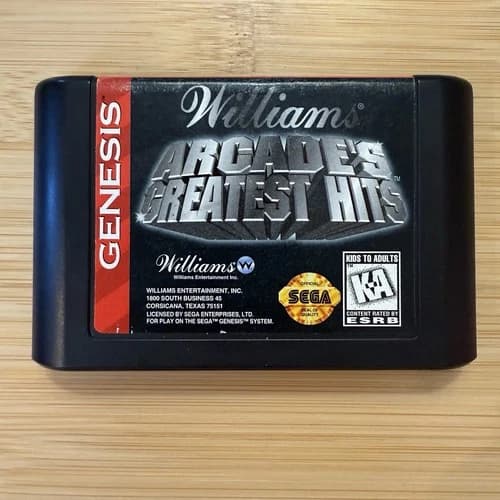 GENESIS
Williams®
ARCADE'S
GREATEST HITS™
Williams W
Williams Entertainment Inc.
WILLIAMS ENTERTAINMENT, INC.
1800 SOUTH BUSINESS 45
CORSICANA, TEXAS 75151
LICENSED BY SEGA ENTERPRISES, LTD.
FOR PLAY ON THE SEGA™ GENESIS™ SYSTEM.
OFFICIAL
SEGA
SEAL OF
QUALITY
KIDS TO ADULTS
K-A
CONTENT RATED BY
ESRB